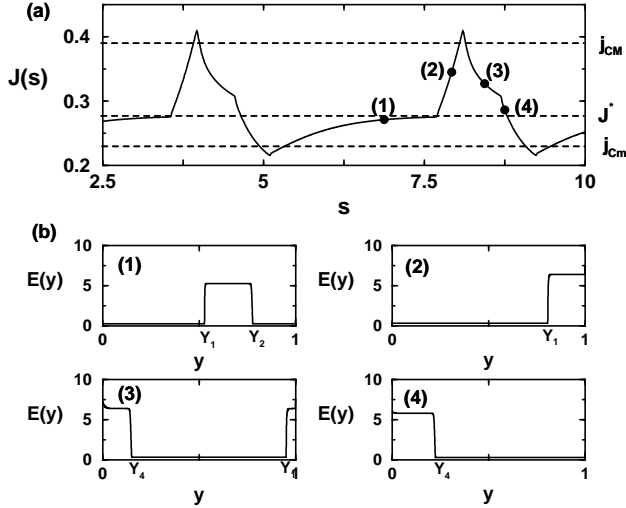 (a)
0.4
0.3
0.2
J(s)
(1)
(2)
(3)
(4)
j_CM
J*
j_Cm
2.5 5 7.5 10
s
(b)
10
5
0
E(y)
(1)
Y_1 Y_2
0 1
y
10
5
0
E(y)
(2)
Y_1
0 1
y
10
5
0
E(y)
(3)
Y_4 Y_1
0 1
y
10
5
0
E(y)
(4)
Y_4
0 1
y